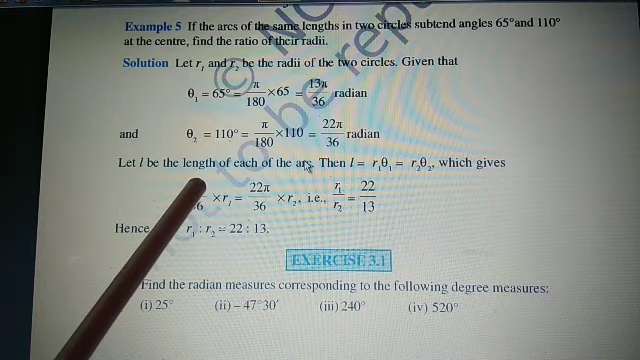 Example 5 If the arcs of the same lengths in two circles subtend angles 65°and 110°
at the centre, find the ratio of their radii.
Solution Let r₁ and r₂ be the radii of the two circles. Given that
θ₁ = 65° = π/180 ×65 = 13π/36 radian
and θ₂ = 110° = π/180 ×110 = 22π/36 radian
Let l be the length of each of the arc. Then l = r₁θ₁ = r₂θ₂, which gives
×r₁ = 22π/36 ×r₂, i.e., r₁/r₂ = 22/13
Hence r₁ : r₂ = 22 : 13.
EXERCISE 3.1
Find the radian measures corresponding to the following degree measures:
(i) 25° (ii) – 47°30′ (iii) 240° (iv) 520°